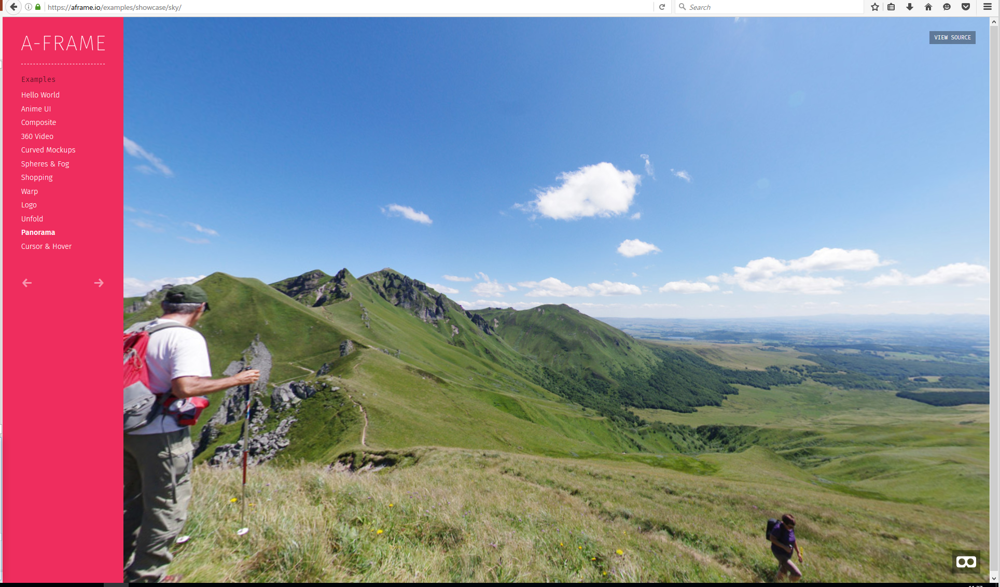 https://aframe.io/examples/showcase/sky/
Search
A-FRAME
VIEW SOURCE
Examples
Hello World
Anime UI
Composite
360 Video
Curved Mockups
Spheres & Fog
Shopping
Warp
Logo
Unfold
Panorama
Cursor & Hover